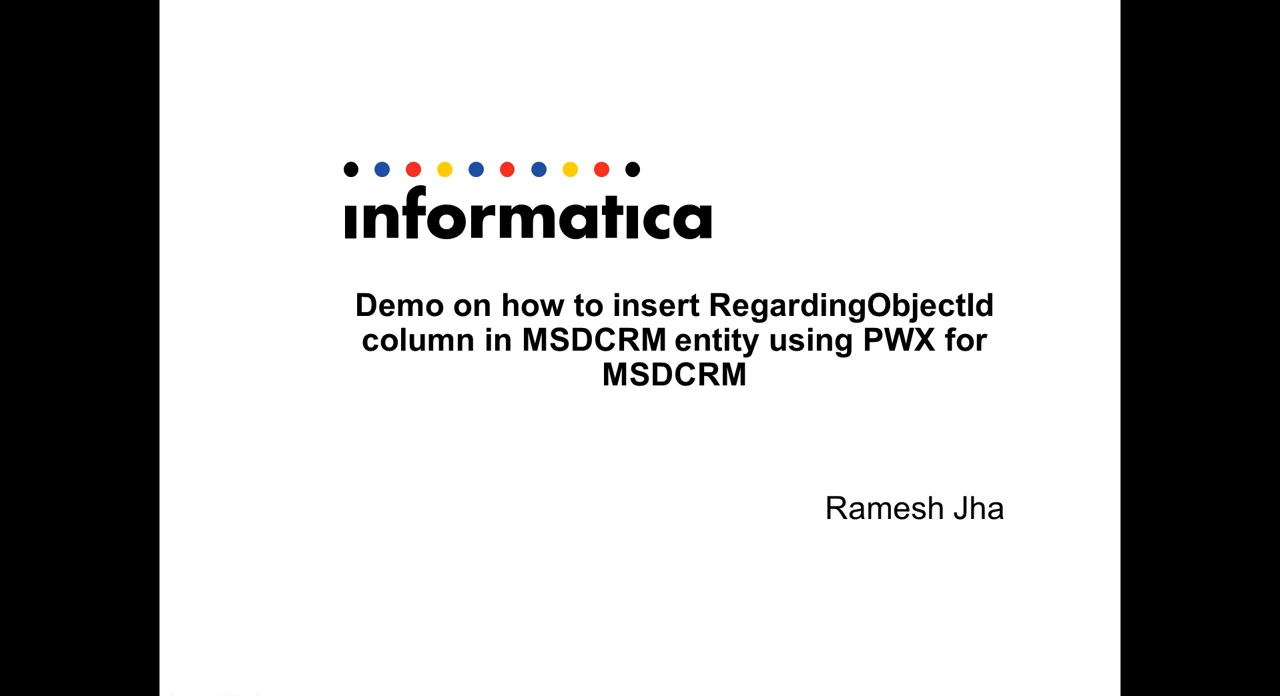 informatica
Demo on how to insert RegardingObjectId
column in MSDCRM entity using PWX for
MSDCRM
Ramesh Jha